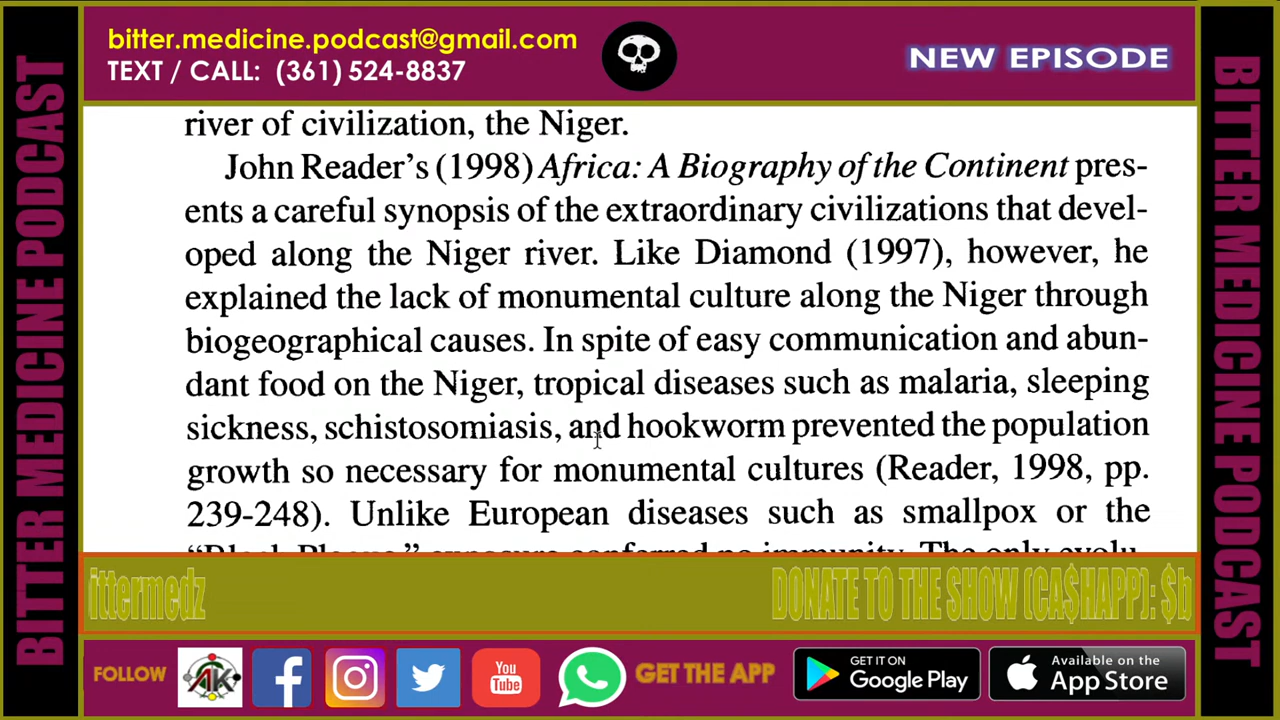 bitter.medicine.podcast@gmail.com
TEXT / CALL: (361) 524-8837
NEW EPISODE
BITTER MEDICINE PODCAST
river of civilization, the Niger.
John Reader's (1998) Africa: A Biography of the Continent pres-
ents a careful synopsis of the extraordinary civilizations that devel-
oped along the Niger river. Like Diamond (1997), however, he
explained the lack of monumental culture along the Niger through
biogeographical causes. In spite of easy communication and abun-
dant food on the Niger, tropical diseases such as malaria, sleeping
sickness, schistosomiasis, and hookworm prevented the population
growth so necessary for monumental cultures (Reader, 1998, pp.
239-248). Unlike European diseases such as smallpox or the
BITTER MEDICINE PODCAST
ittermedz
DONATE TO THE SHOW (CA$HAPP): $b
FOLLOW
You
Tube
GET THE APP
GET IT ON
Google Play
Available on the
App Store